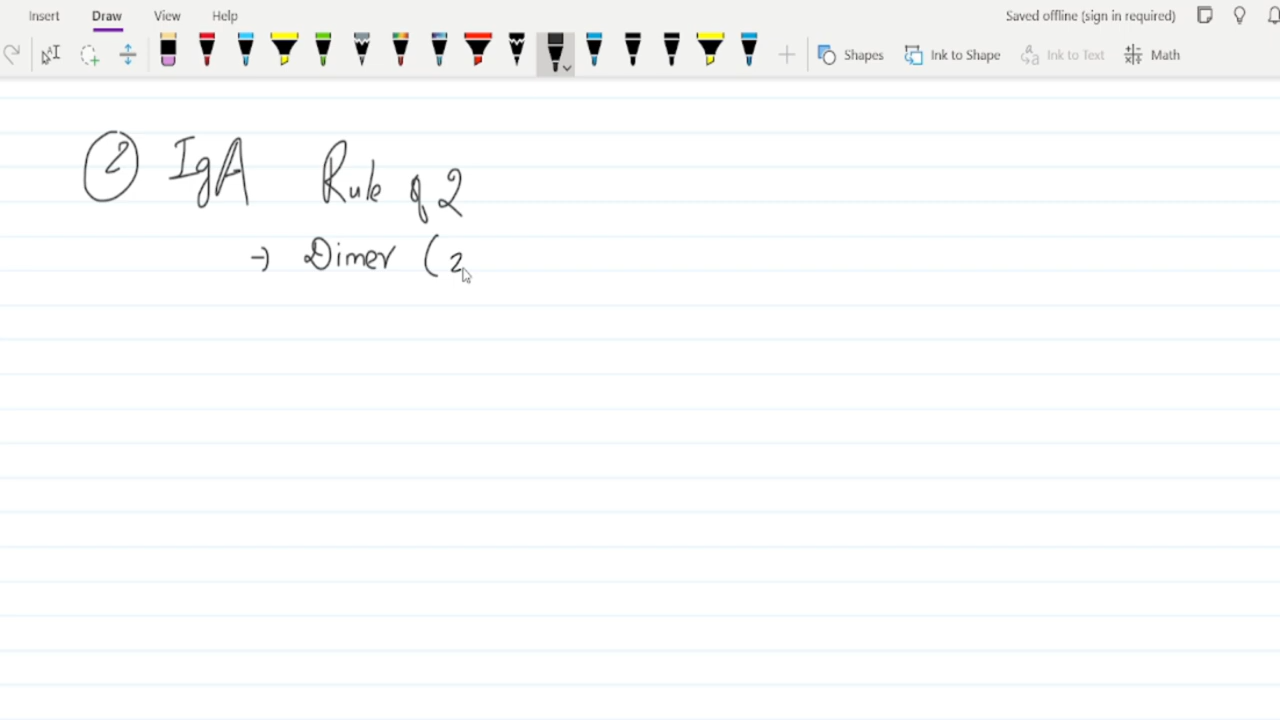 Insert Draw View Help Saved offline (sign in required)
Shapes Ink to Shape Ink to Text Math
② IgA Rule of 2
→ Dimer (2